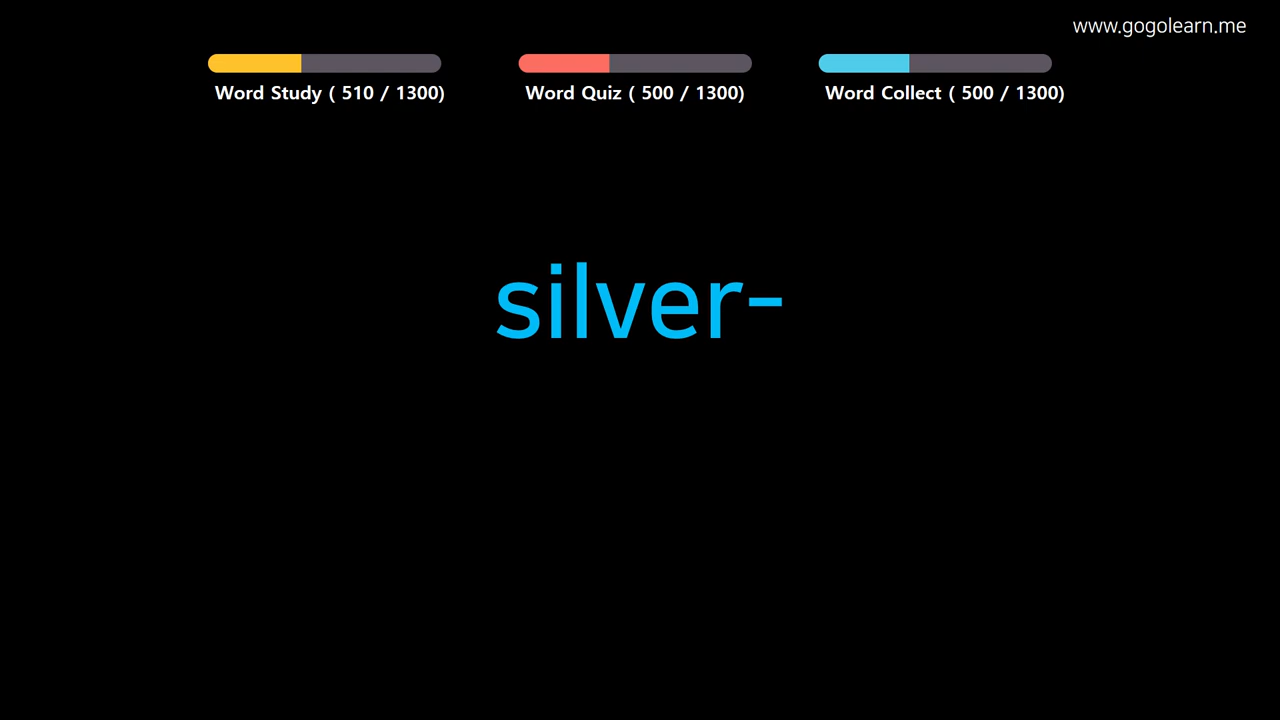 www.gogolearn.me
Word Study ( 510 / 1300)
Word Quiz ( 500 / 1300)
Word Collect ( 500 / 1300)
silver-